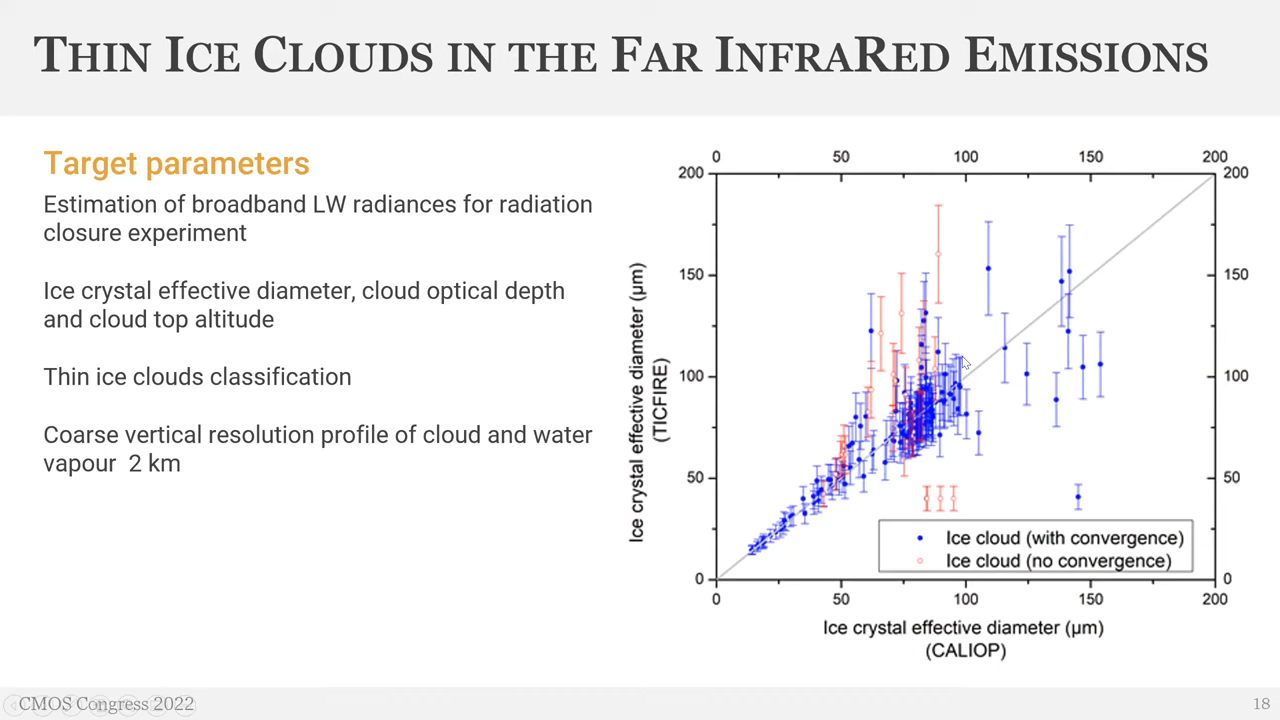 THIN ICE CLOUDS IN THE FAR INFRARED EMISSIONS
Target parameters
Estimation of broadband LW radiances for radiation
closure experiment
Ice crystal effective diameter, cloud optical depth
and cloud top altitude
Thin ice clouds classification
Coarse vertical resolution profile of cloud and water
vapour 2 km
0 50 100 150 200
200 200
150 150
100 100
50 50
0 0
0 50 100 150 200
Ice crystal effective diameter (µm)
(TICFIRE)
Ice cloud (with convergence)
Ice cloud (no convergence)
Ice crystal effective diameter (µm)
(CALIOP)
CMOS Congress 2022
18